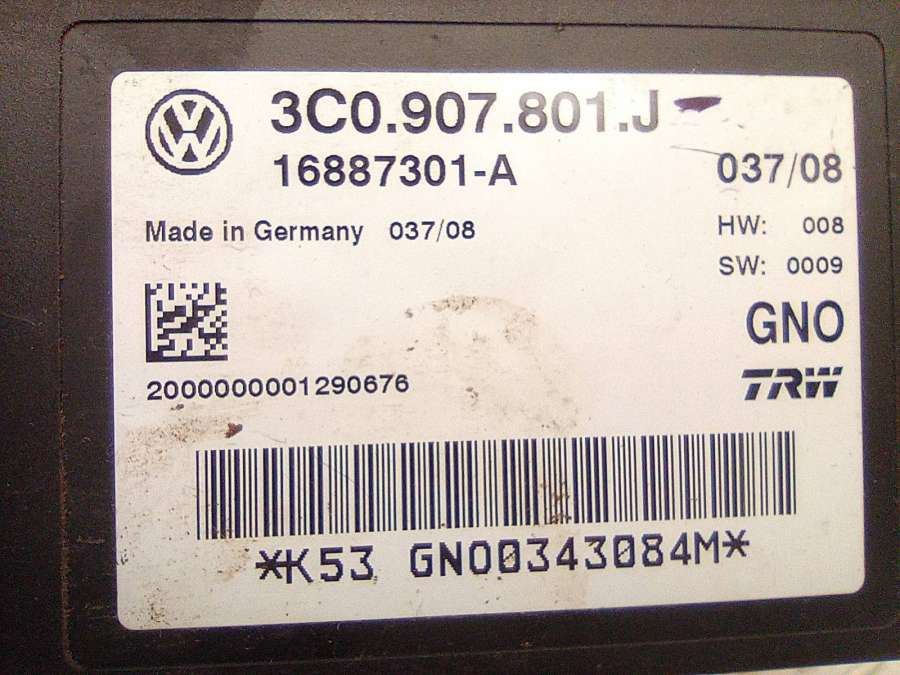 3C0.907.801.J
16887301-A
037/08
Made in Germany 037/08
HW: 008
SW: 0009
GNO
TRW
2000000001290676
*K53 GNO0343084M*